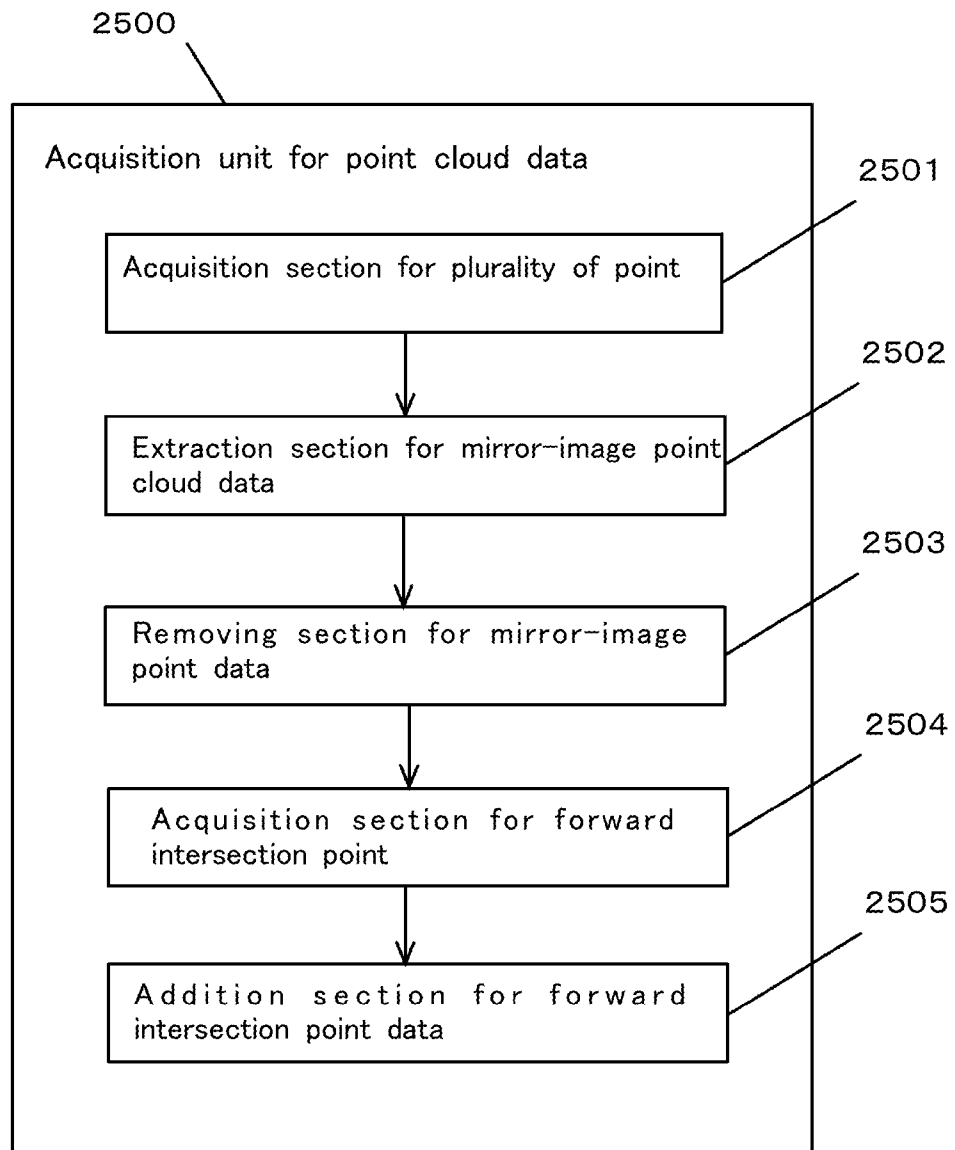 2500
Acquisition unit for point cloud data
2501
Acquisition section for plurality of point
2502
Extraction section for mirror-image point
cloud data
2503
Removing section for mirror-image
point data
2504
Acquisition section for forward
intersection point
2505
Addition section for forward
intersection point data